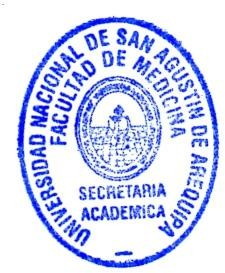 UNIVERSIDAD NACIONAL DE SAN AGUSTIN DE AREQUIPA
FACULTAD DE MEDICINA
SECRETARIA
ACADEMICA